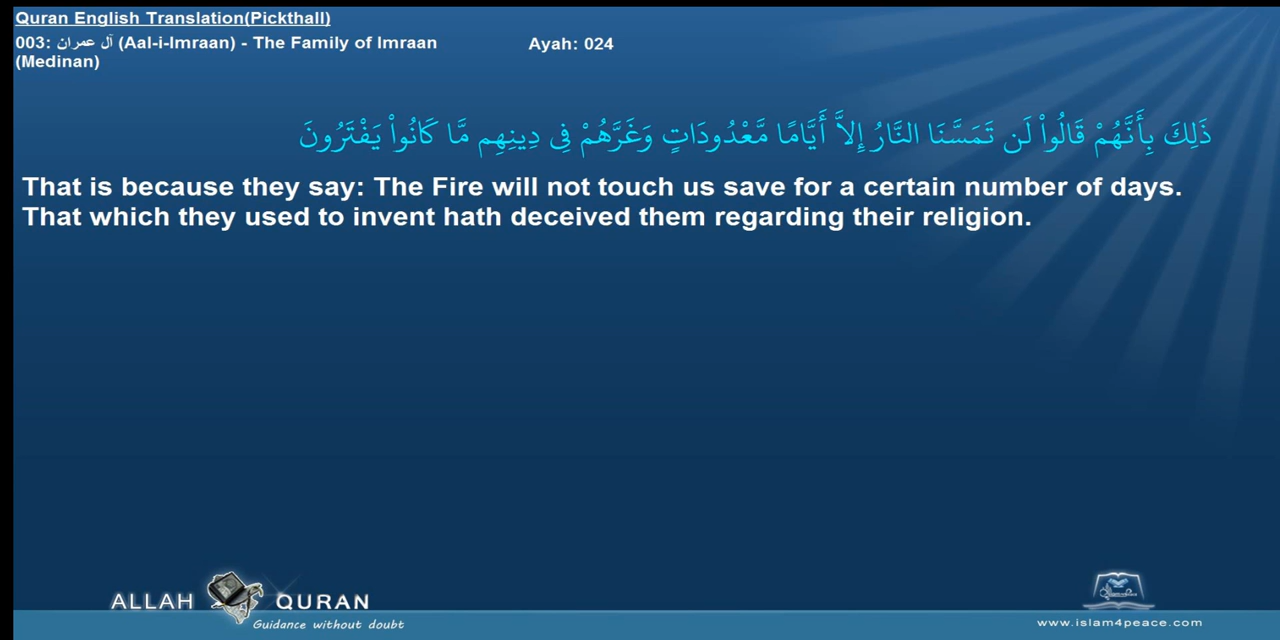 Quran English Translation(Pickthall)
003: آل عمران (Aal-i-Imraan) - The Family of Imraan
(Medinan)
Ayah: 024
ذَلِكَ بِأَنَّهُمْ قَالُواْ لَن تَمَسَّنَا النَّارُ إِلاَّ أَيَّامًا مَّعْدُودَاتٍ وَغَرَّهُمْ فِي دِينِهِم مَّا كَانُواْ يَفْتَرُونَ
That is because they say: The Fire will not touch us save for a certain number of days.
That which they used to invent hath deceived them regarding their religion.
ALLAH QURAN
Guidance without doubt
www.islam4peace.com